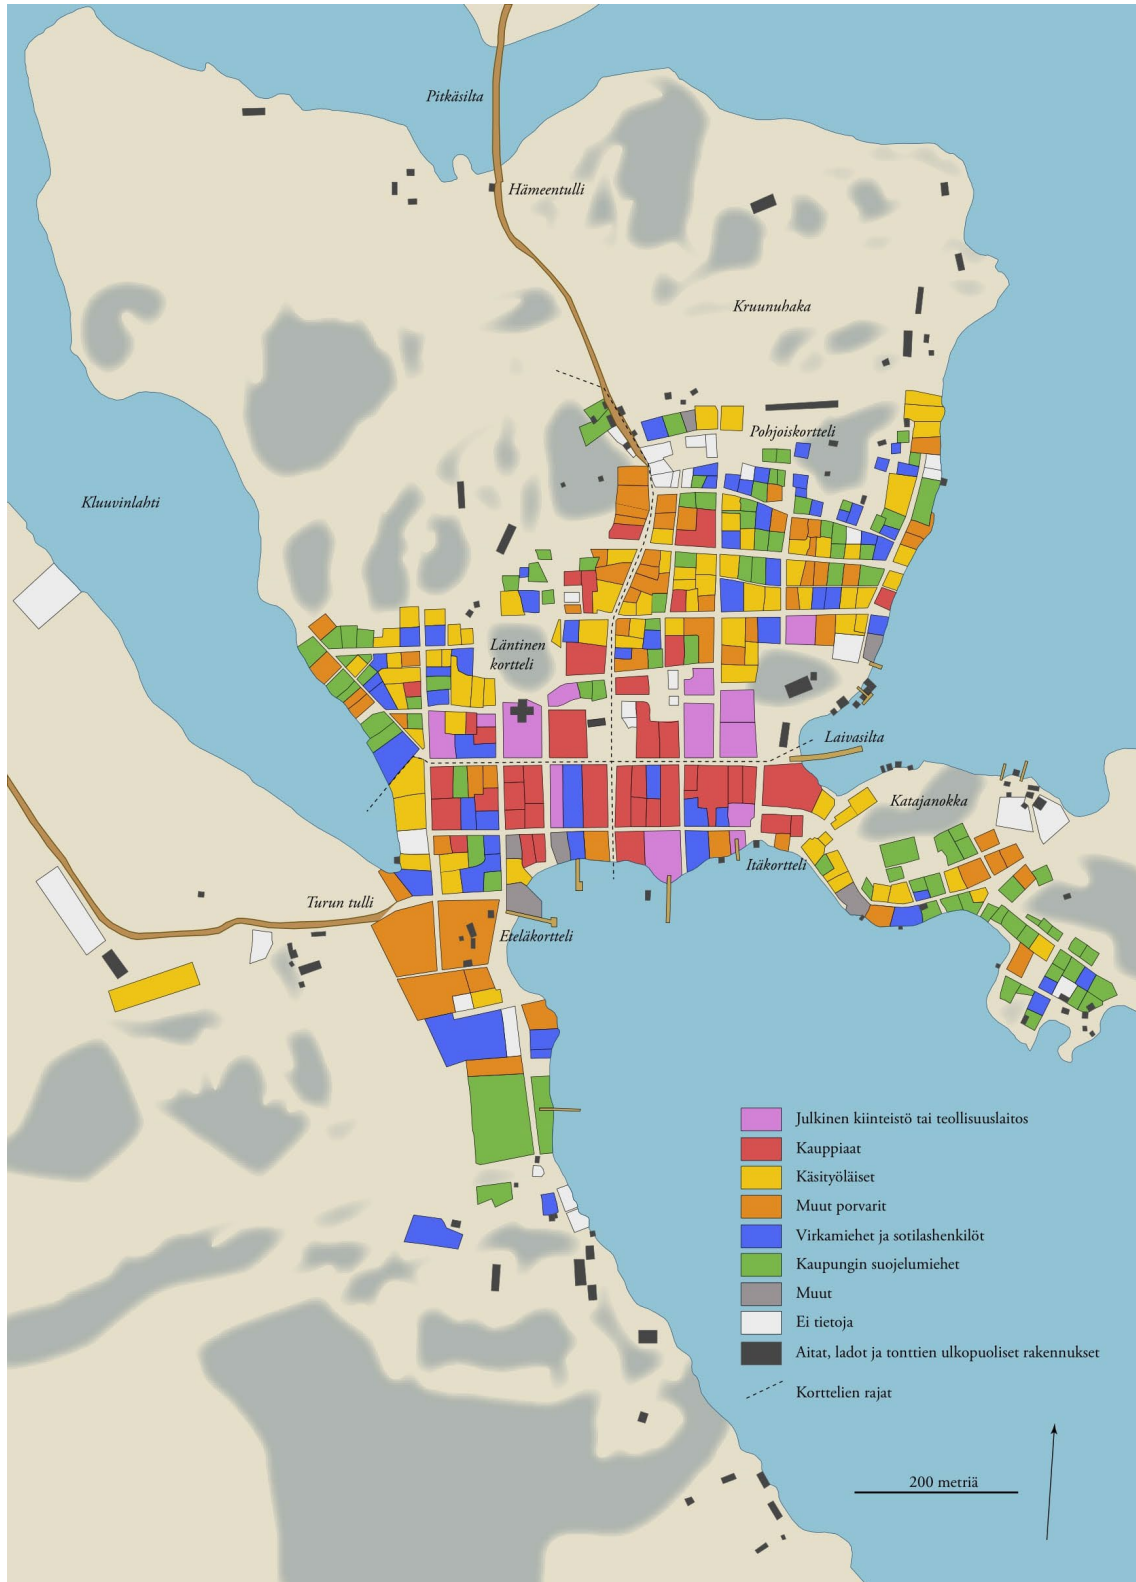 Pitkäsilta
Hämeentulli
Kruunuhaka
Pohjoiskortteli
Kluuvinlahti
Läntinen
kortteli
Laivasilta
Katajanokka
Itäkortteli
Turun tulli
Eteläkortteli
Julkinen kiinteistö tai teollisuuslaitos
Kauppiaat
Käsityöläiset
Muut porvarit
Virkamiehet ja sotilashenkilöt
Kaupungin suojelumiehet
Muut
Ei tietoja
Aitat, ladot ja tonttien ulkopuoliset rakennukset
Korttelien rajat
200 metriä